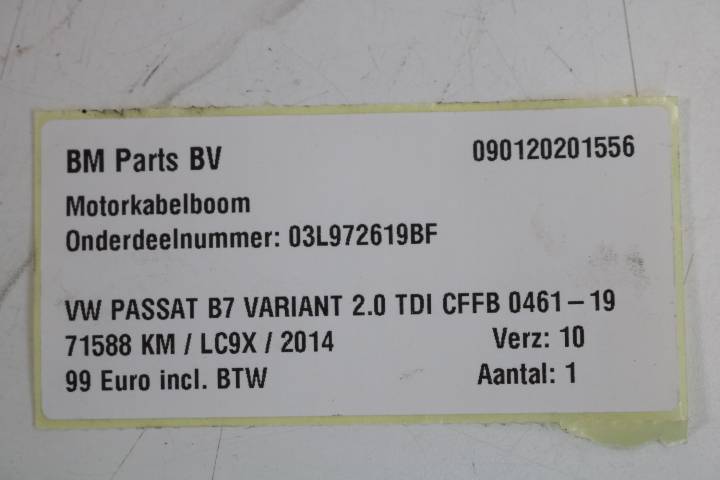 BM Parts BV 090120201556
Motorkabelboom
Onderdeelnummer: 03L972619BF
VW PASSAT B7 VARIANT 2.0 TDI CFFB 0461-19
71588 KM / LC9X / 2014 Verz: 10
99 Euro incl. BTW Aantal: 1